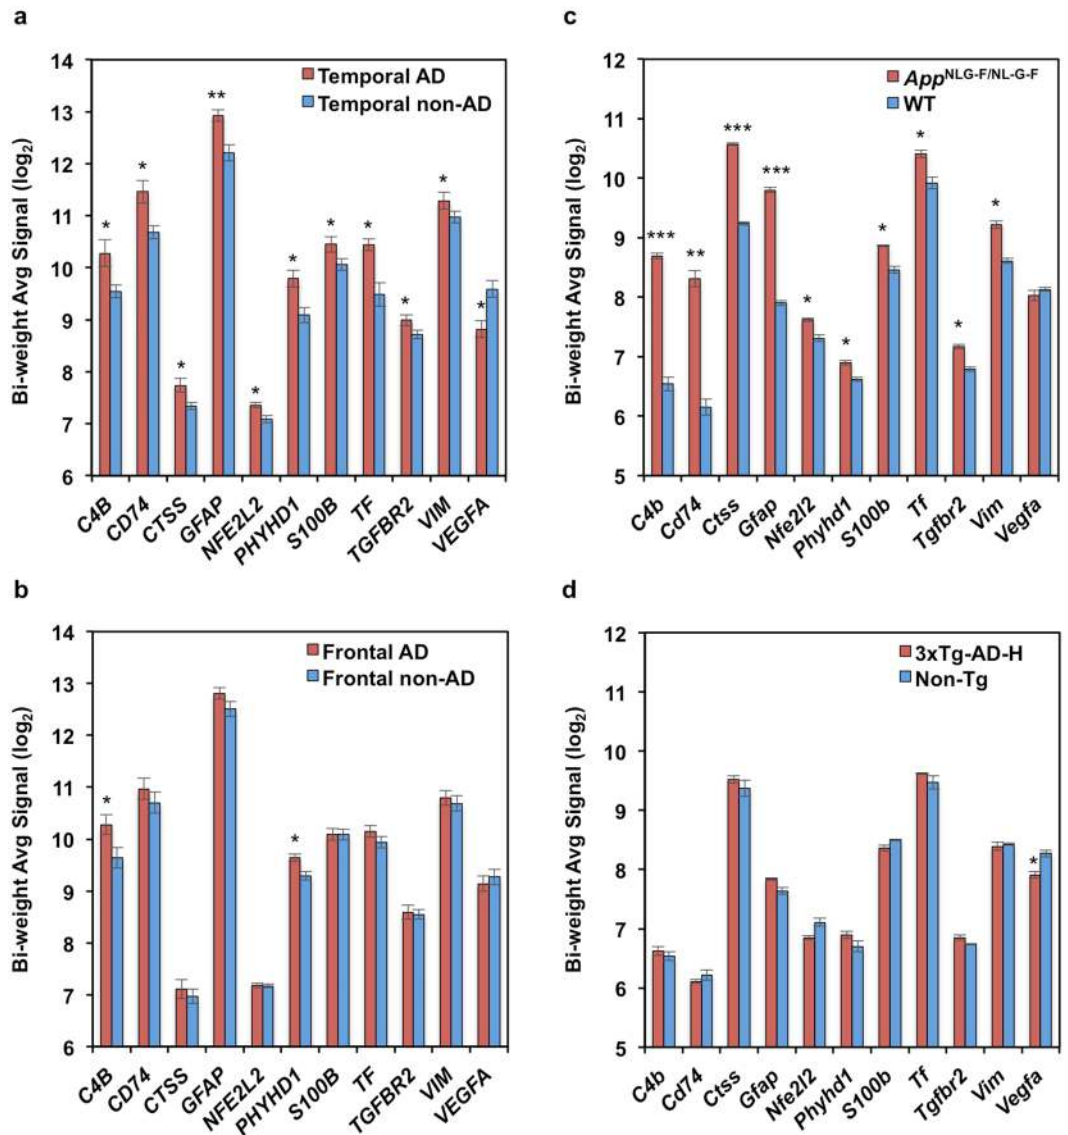 a
Bi-weight Avg Signal (log2)
14
13
12
11
10
9
8
7
6
Temporal AD
Temporal non-AD
*
*
*
**
*
*
*
*
*
*
*
C4B
CD74
CTSS
GFAP
NFE2L2
PHYHD1
S100B
TF
TGFBR2
VIM
VEGFA
c
Bi-weight Avg Signal (log2)
12
11
10
9
8
7
6
5
App NLG-F/NL-G-F
WT
***
**
***
***
*
*
*
*
*
*
C4b
Cd74
Ctss
Gfap
Nfe2l2
Phyhd1
S100b
Tf
Tgfbr2
Vim
Vegfa
b
Bi-weight Avg Signal (log2)
14
13
12
11
10
9
8
7
6
Frontal AD
Frontal non-AD
*
*
C4B
CD74
CTSS
GFAP
NFE2L2
PHYHD1
S100B
TF
TGFBR2
VIM
VEGFA
d
Bi-weight Avg Signal (log2)
12
11
10
9
8
7
6
5
3xTg-AD-H
Non-Tg
*
C4b
Cd74
Ctss
Gfap
Nfe2l2
Phyhd1
S100b
Tf
Tgfbr2
Vim
Vegfa